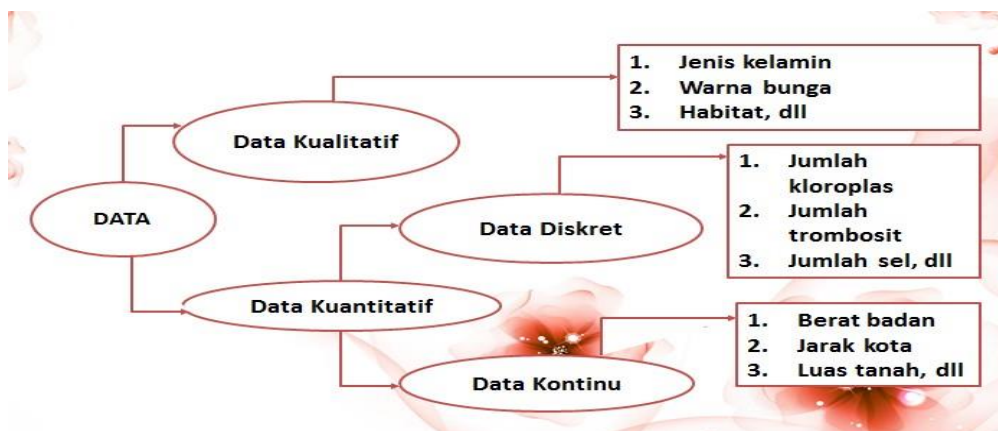 DATA
Data Kualitatif
1. Jenis kelamin
2. Warna bunga
3. Habitat, dll
Data Kuantitatif
Data Diskret
1. Jumlah
kloroplas
2. Jumlah
trombosit
3. Jumlah sel, dll
Data Kontinu
1. Berat badan
2. Jarak kota
3. Luas tanah, dll